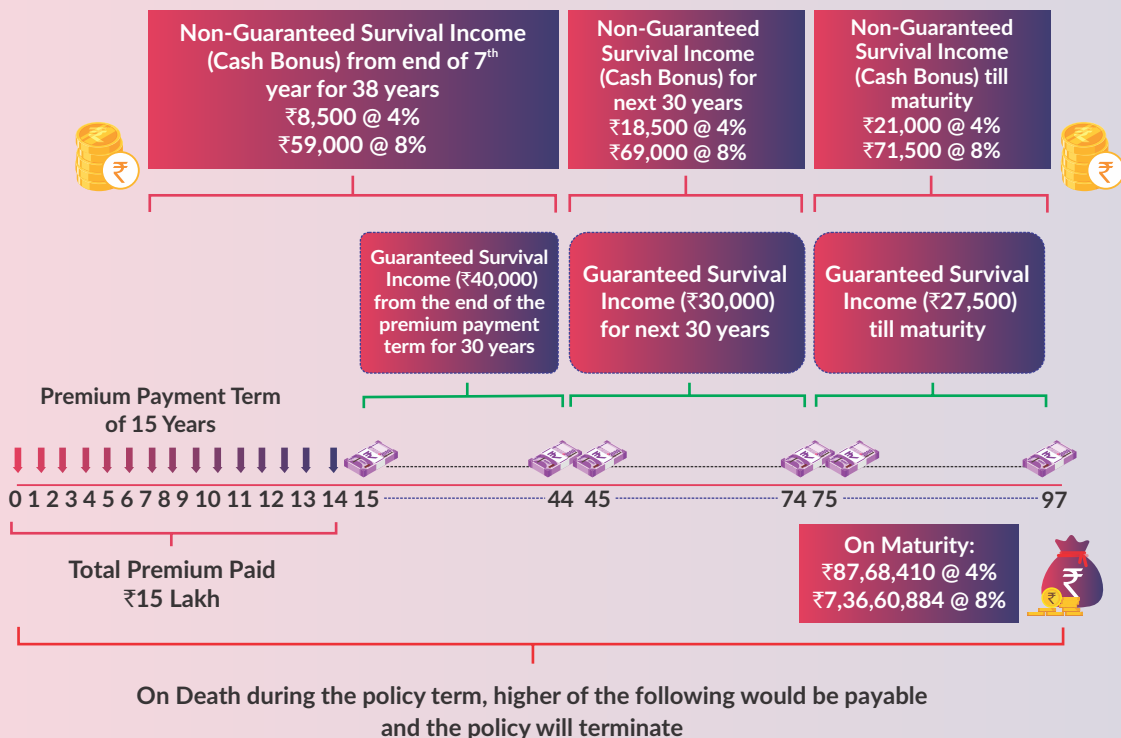 Non-Guaranteed Survival Income
(Cash Bonus) from end of 7th
year for 38 years
₹8,500 @ 4%
₹59,000 @ 8%
Non-Guaranteed
Survival Income
(Cash Bonus) for
next 30 years
₹18,500 @ 4%
₹69,000 @ 8%
Non-Guaranteed
Survival Income
(Cash Bonus) till
maturity
₹21,000 @ 4%
₹71,500 @ 8%
₹
₹
Guaranteed Survival
Income (₹40,000)
from the end of the
premium payment
term for 30 years
Guaranteed Survival
Income (₹30,000)
for next 30 years
Guaranteed Survival
Income (₹27,500)
till maturity
Premium Payment Term
of 15 Years
0 1 2 3 4 5 6 7 8 9 10 11 12 13 14 15 44 45 74 75 97
Total Premium Paid
₹15 Lakh
On Maturity:
₹87,68,410 @ 4%
₹7,36,60,884 @ 8%
₹
₹
On Death during the policy term, higher of the following would be payable
and the policy will terminate